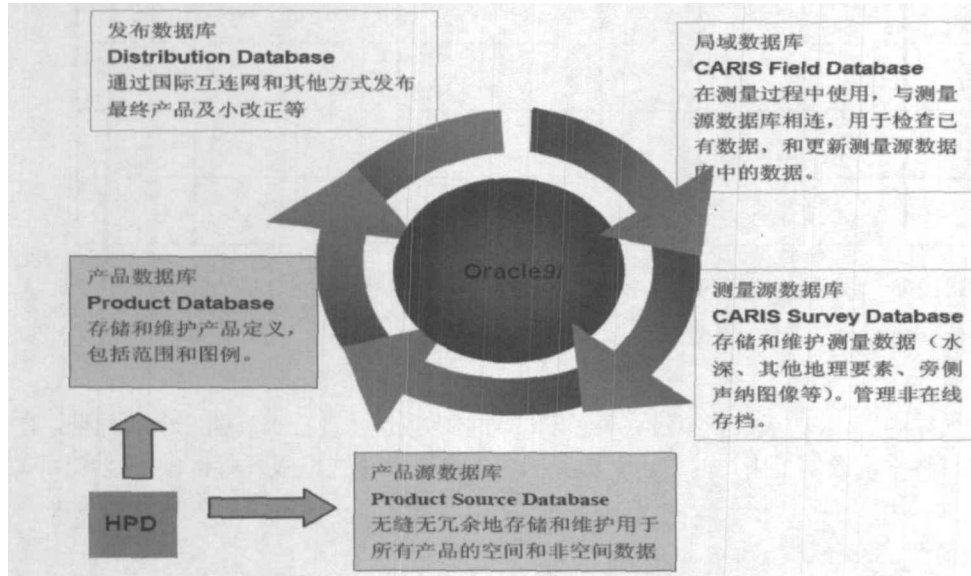 发布数据库
Distribution Database
通过国际互连网和其他方式发布
最终产品及小改正等
局域数据库
CARIS Field Database
在测量过程中使用，与测量
源数据库相连，用于检查已
有数据，和更新测量源数据
库中的数据。
Oracle9i
产品数据库
Product Database
存储和维护产品定义，
包括范围和图例。
测量源数据库
CARIS Survey Database
存储和维护测量数据（水
深、其他地理要素、旁侧
声纳图像等）。管理非在线
存档。
产品源数据库
Product Source Database
无缝无冗余地存储和维护用于
所有产品的空间和非空间数据
HPD